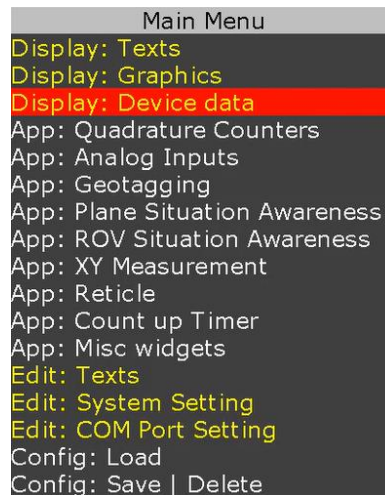 Main Menu
Display: Texts
Display: Graphics
Display: Device data
App: Quadrature Counters
App: Analog Inputs
App: Geotagging
App: Plane Situation Awareness
App: ROV Situation Awareness
App: XY Measurement
App: Reticle
App: Count up Timer
App: Misc widgets
Edit: Texts
Edit: System Setting
Edit: COM Port Setting
Config: Load
Config: Save | Delete